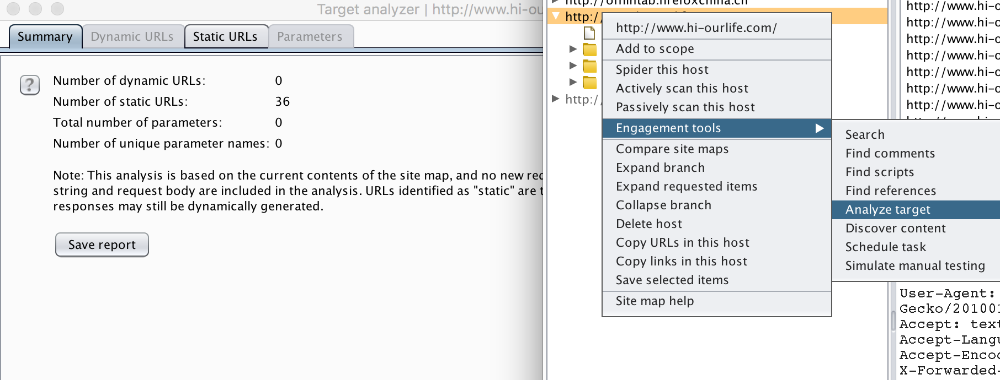 Target analyzer | http://www.hi-ou
Summary
Dynamic URLs
Static URLs
Parameters
Number of dynamic URLs: 0
Number of static URLs: 36
Total number of parameters: 0
Number of unique parameter names: 0
Note: This analysis is based on the current contents of the site map, and no new req
string and request body are included in the analysis. URLs identified as "static" are t
responses may still be dynamically generated.
Save report
http://
http://
http://www.hi-ourlife.com/
Add to scope
Spider this host
Actively scan this host
Passively scan this host
Engagement tools
Compare site maps
Expand branch
Expand requested items
Collapse branch
Delete host
Copy URLs in this host
Copy links in this host
Save selected items
Site map help
Search
Find comments
Find scripts
Find references
Analyze target
Discover content
Schedule task
Simulate manual testing
http://www.hi-o
http://www.hi-o
http://www.hi-o
http://www.hi-o
http://www.hi-o
http://www.hi-o
http://www.hi-o
User-Agent:
Gecko/201001
Accept: text
Accept-Langu
Accept-Encod
X-Forwarded-